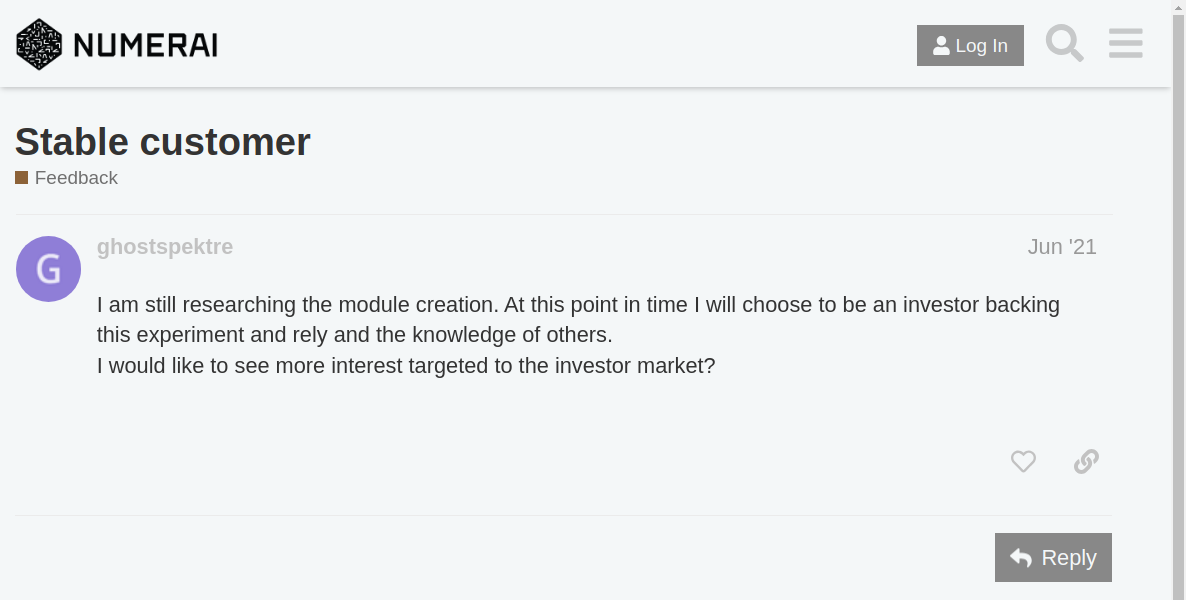 NUMERAI
Log In
Stable customer
Feedback
G
ghostspektre
Jun '21
I am still researching the module creation. At this point in time I will choose to be an investor backing
this experiment and rely and the knowledge of others.
I would like to see more interest targeted to the investor market?
Reply